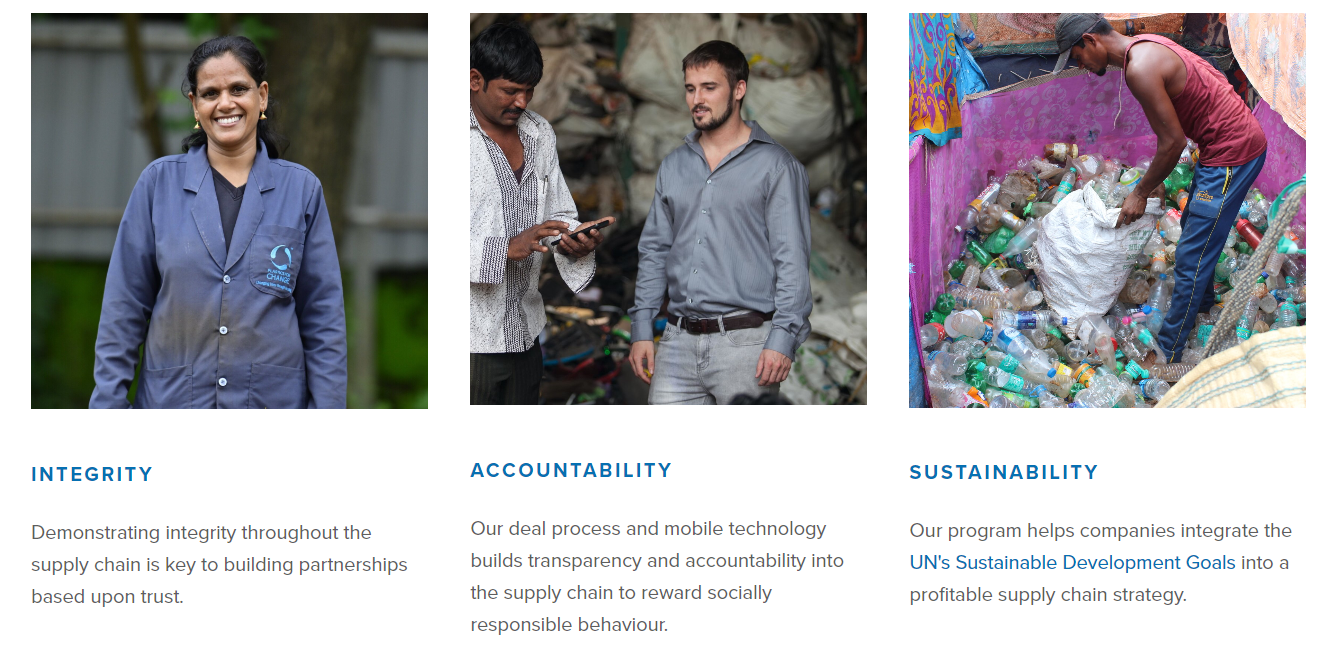 PLASTICS FOR
CHANGE
INTEGRITY
Demonstrating integrity throughout the
supply chain is key to building partnerships
based upon trust.
ACCOUNTABILITY
Our deal process and mobile technology
builds transparency and accountability into
the supply chain to reward socially
responsible behaviour.
SUSTAINABILITY
Our program helps companies integrate the
UN's Sustainable Development Goals into a
profitable supply chain strategy.